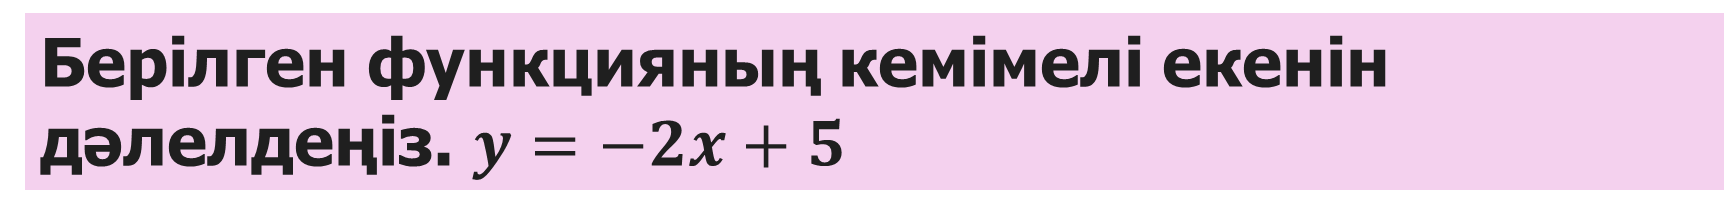 Берілген функцияның кемімелі екенін
дәлелдеңіз. y = −2x + 5